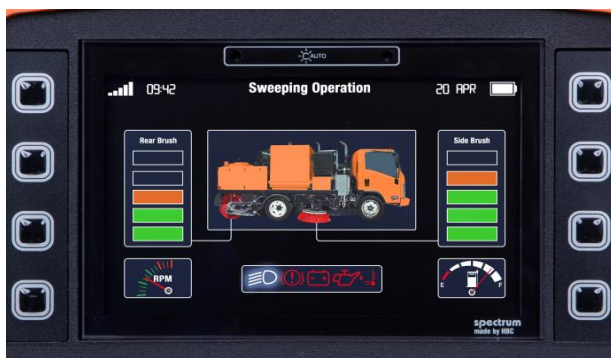 AUTO
09:42 Sweeping Operation 20 APR
Rear Brush
Side Brush
RPM
E F
spectrum
made by HBC